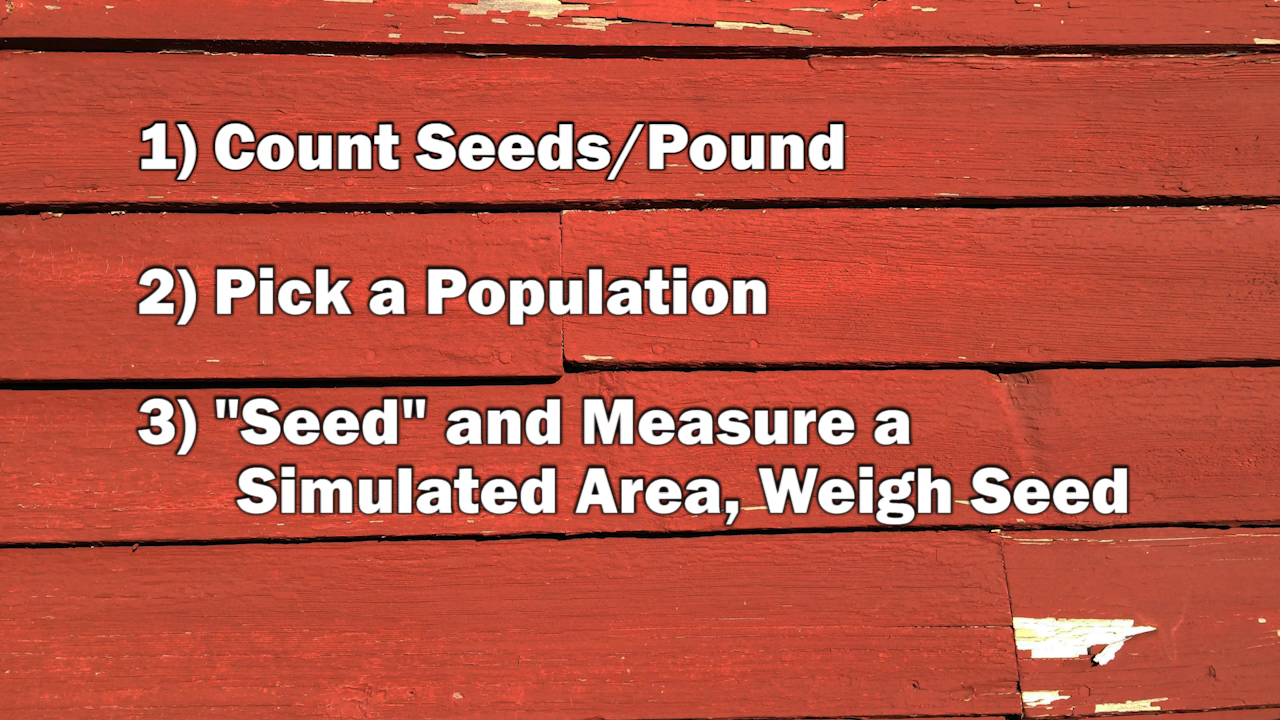 1) Count Seeds/Pound
2) Pick a Population
3) "Seed" and Measure a
Simulated Area, Weigh Seed